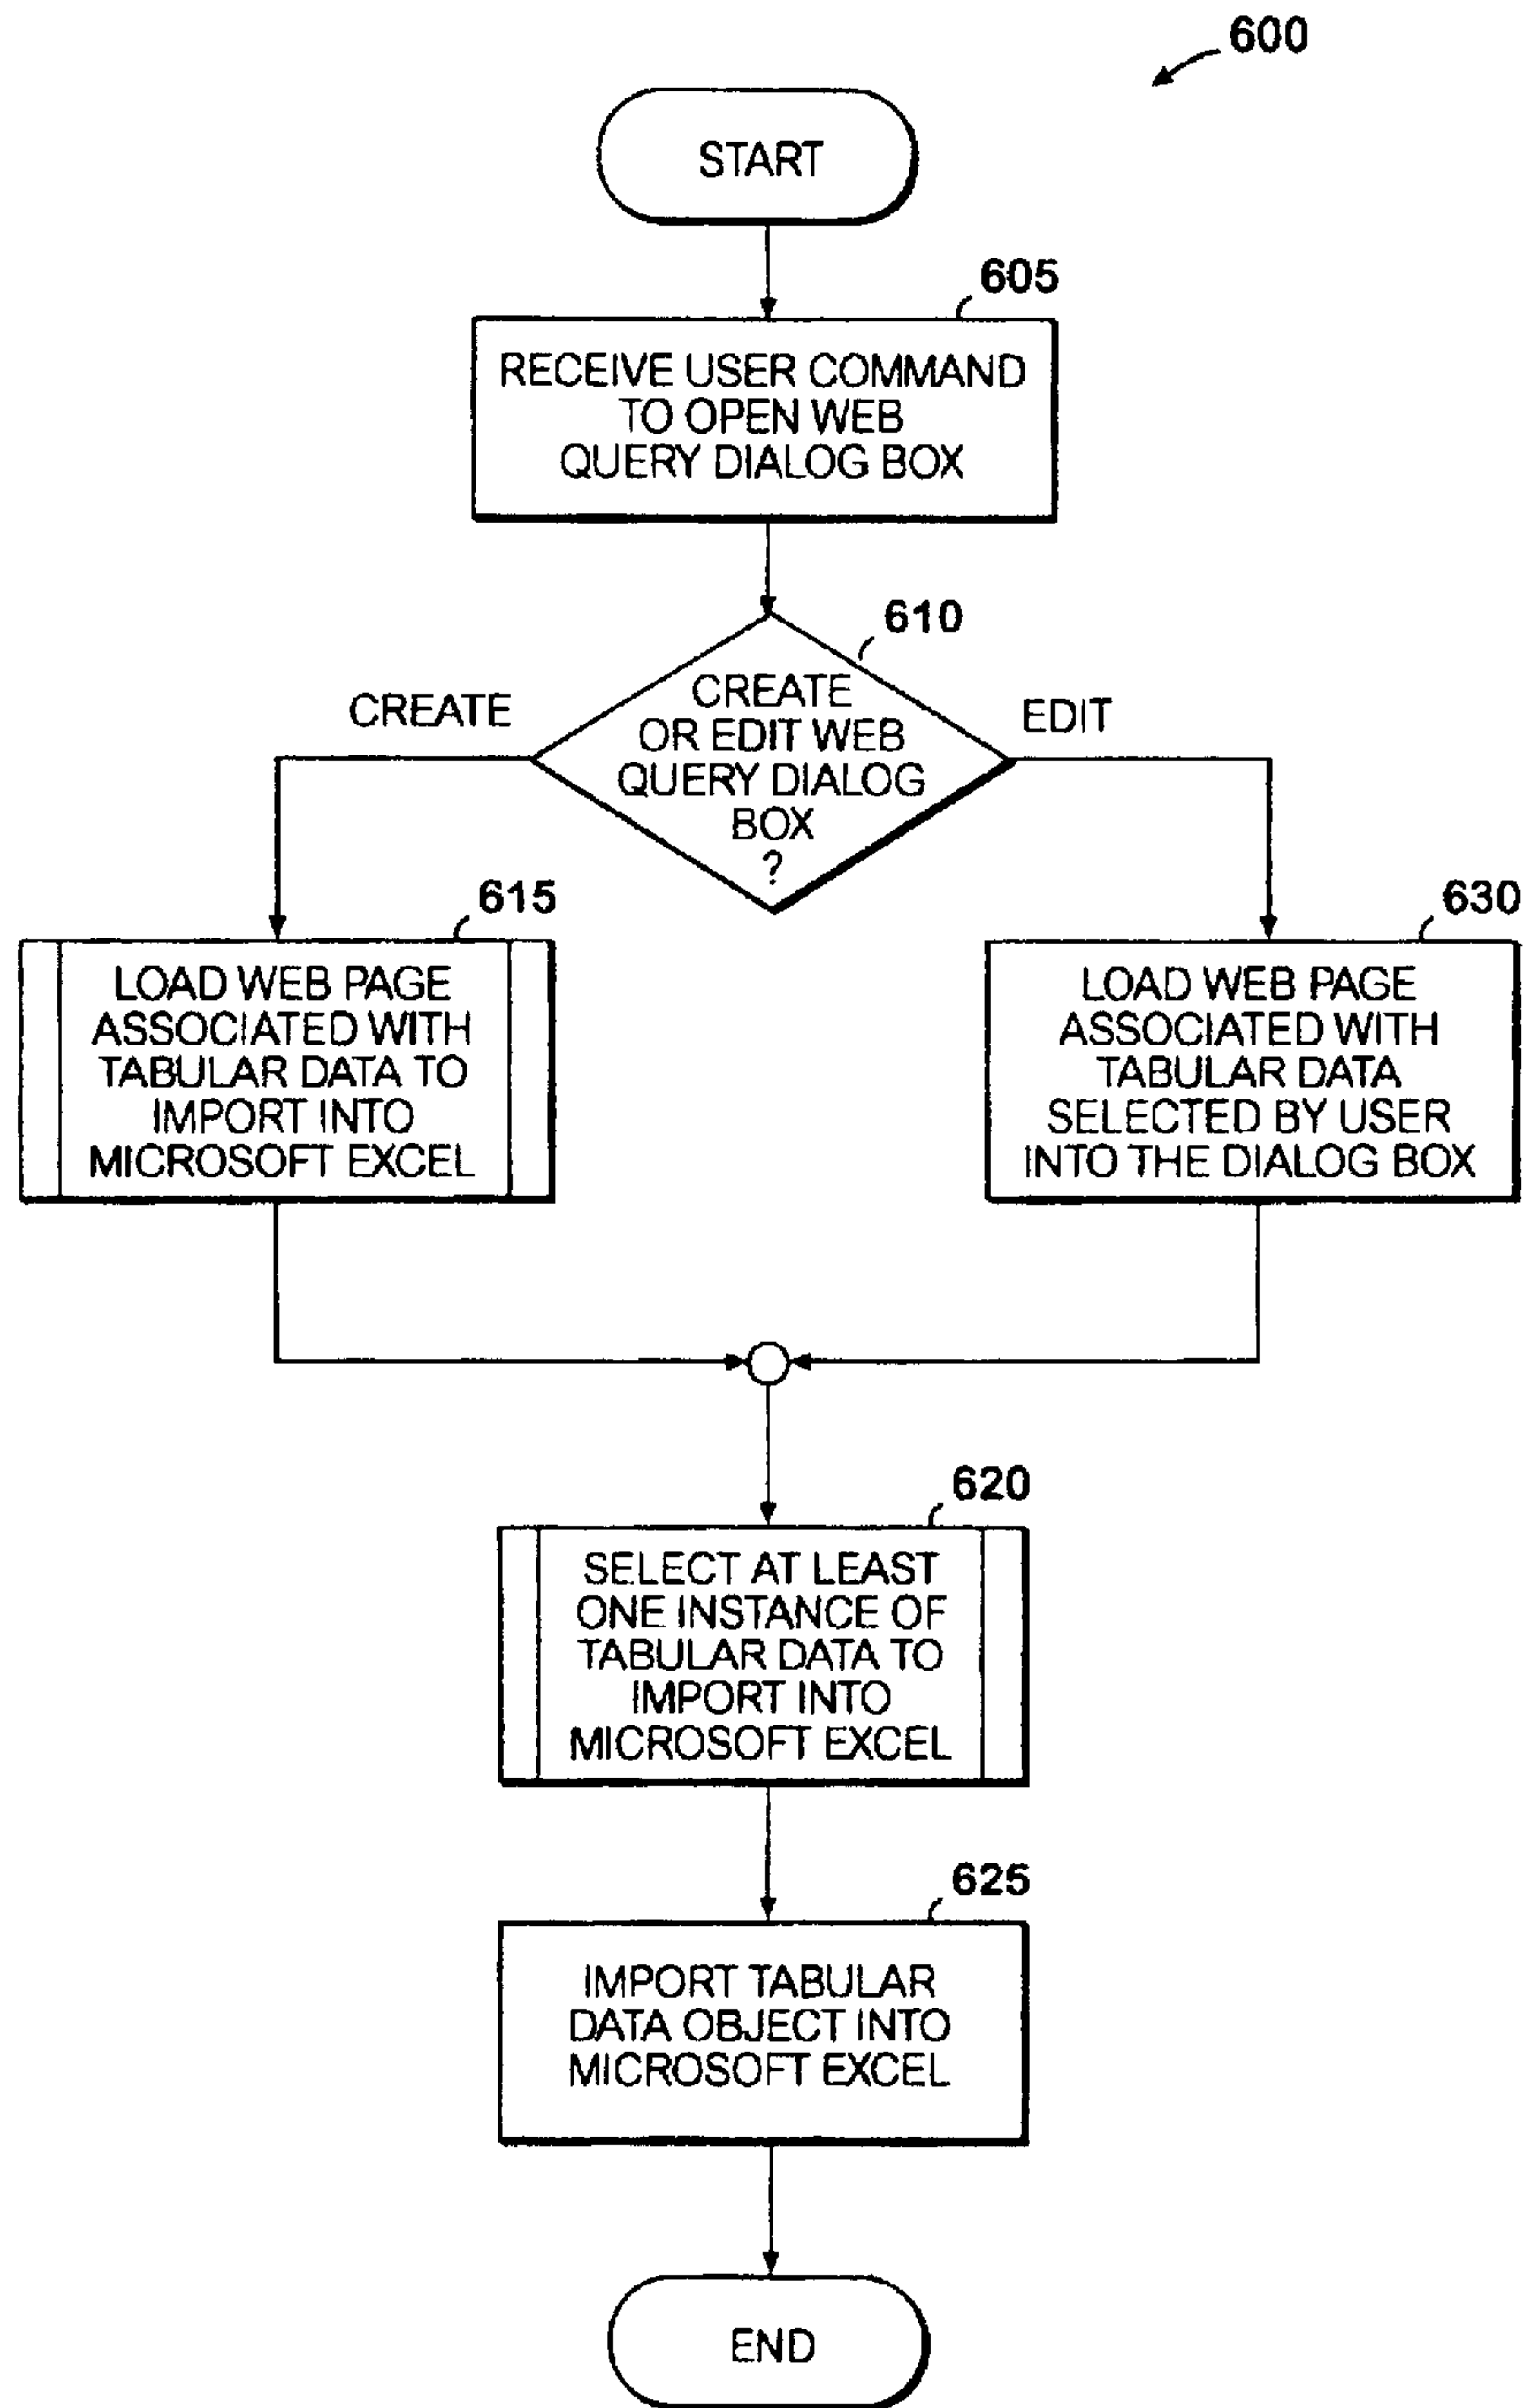 600
START
605
RECEIVE USER COMMAND
TO OPEN WEB
QUERY DIALOG BOX
610
CREATE
OR EDIT WEB
QUERY DIALOG
BOX
?
CREATE
EDIT
615
LOAD WEB PAGE
ASSOCIATED WITH
TABULAR DATA TO
IMPORT INTO
MICROSOFT EXCEL
630
LOAD WEB PAGE
ASSOCIATED WITH
TABULAR DATA
SELECTED BY USER
INTO THE DIALOG BOX
620
SELECT AT LEAST
ONE INSTANCE OF
TABULAR DATA TO
IMPORT INTO
MICROSOFT EXCEL
625
IMPORT TABULAR
DATA OBJECT INTO
MICROSOFT EXCEL
END